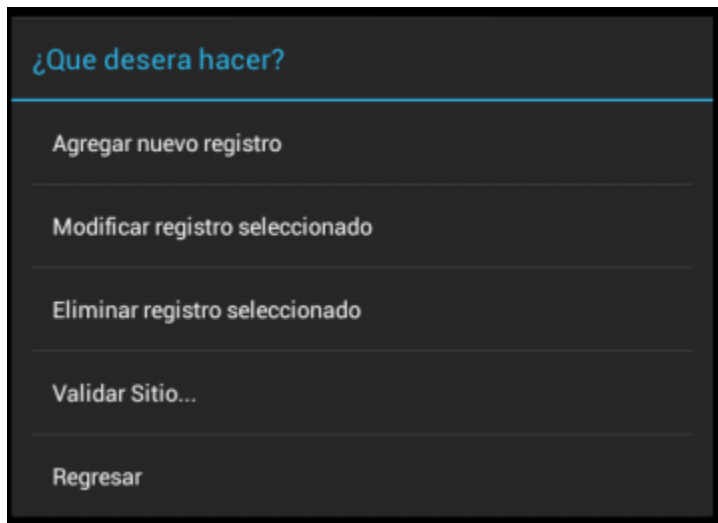 ¿Que desera hacer?
Agregar nuevo registro
Modificar registro seleccionado
Eliminar registro seleccionado
Validar Sitio...
Regresar